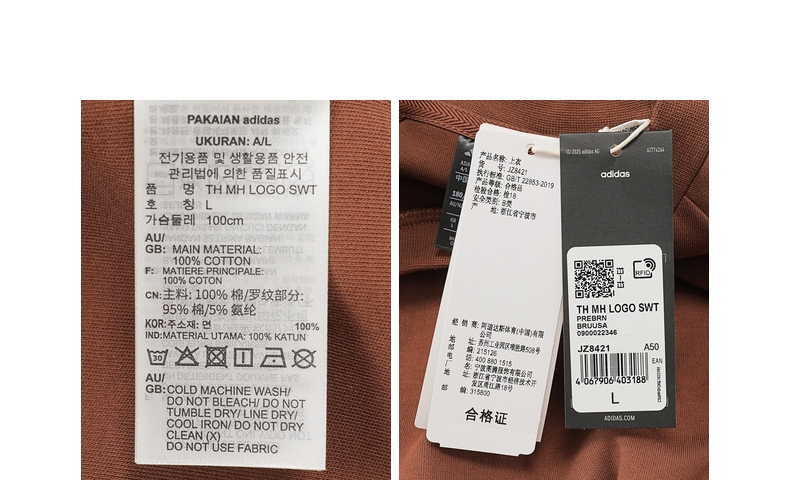 PAKAIAN adidas
UKURAN: A/L
전기용품 및 생활용품 안전
관리법에 의한 품질표시
품 명 TH MH LOGO SWT
호 칭 L
가슴둘레 100cm
AU/
GB: MAIN MATERIAL:
100% COTTON
F: MATIERE PRINCIPALE:
100% COTON
CN: 主料: 100% 棉/罗纹部分:
95% 棉/5% 氨纶
KOR: 주소재: 면 100%
IND: MATERIAL UTAMA: 100% KATUN
AU/
GB: COLD MACHINE WASH/
DO NOT BLEACH/ DO NOT
TUMBLE DRY/ LINE DRY/
COOL IRON/ DO NOT DRY
CLEAN (X)
DO NOT USE FABRIC
产品名: 上衣
货 号: JZ8421
执行标准: GB/T 22853-2019
产品等级: 合格品
检验合格: 检18
安全类别: B类
产 地: 浙江省宁波市
经 销 商: 阿迪达斯体育(中国)有限
公司
地 址: 苏州工业园区唯新路508号
邮 编: 215126
电 话: 400 880 1515
厂 名: 宁波莱腾服饰有限公司
地 址: 浙江省宁波市经济技术开
发区甬江路18号
邮 编: 315800
合格证
180
© 2025 adidas AG
adidas
RFID
TH MH LOGO SWT
PREBRN
BRUUSA
0900022346
JZ8421 A50
EAN
4 067906 403188
L
ADIDAS.COM